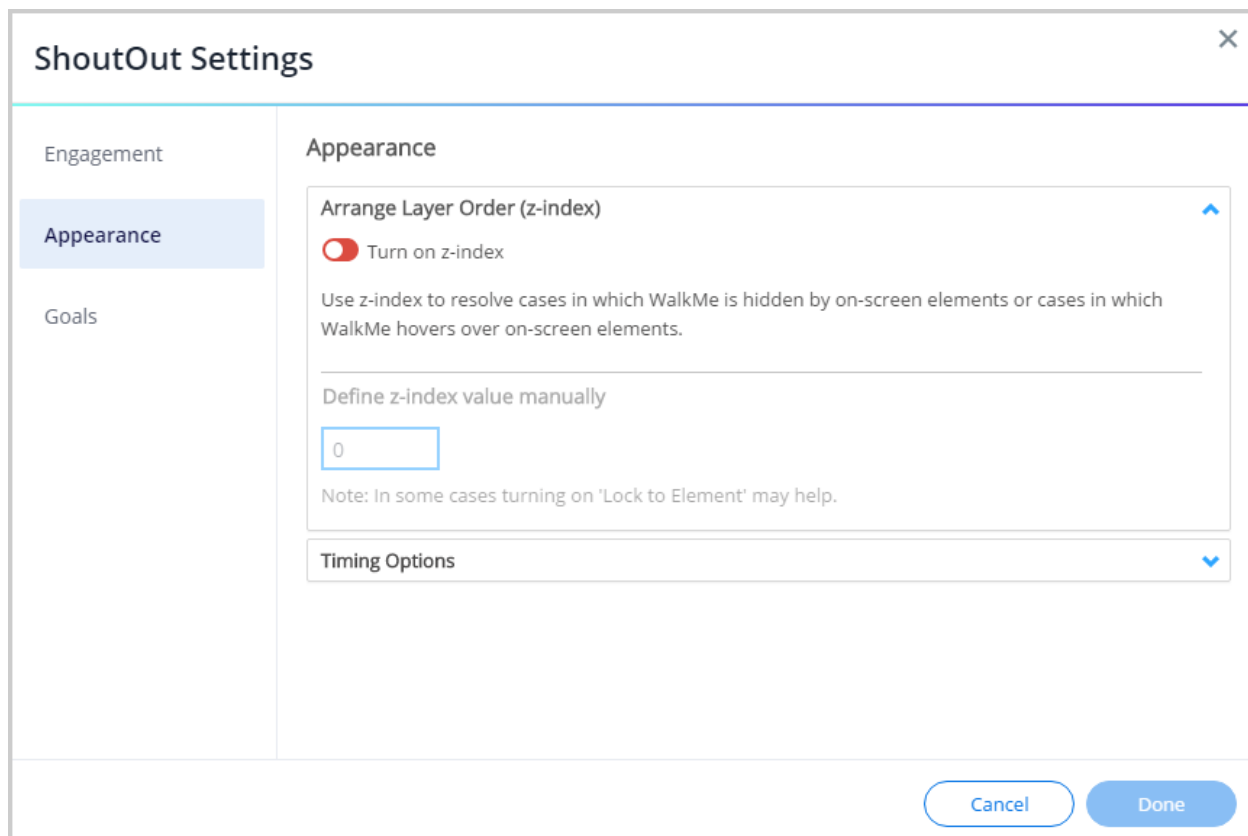 ShoutOut Settings
Engagement
Appearance
Goals
Appearance
Arrange Layer Order (z-index)
Turn on z-index
Use z-index to resolve cases in which WalkMe is hidden by on-screen elements or cases in which
WalkMe hovers over on-screen elements.
Define z-index value manually
0
Note: In some cases turning on 'Lock to Element' may help.
Timing Options
Cancel
Done